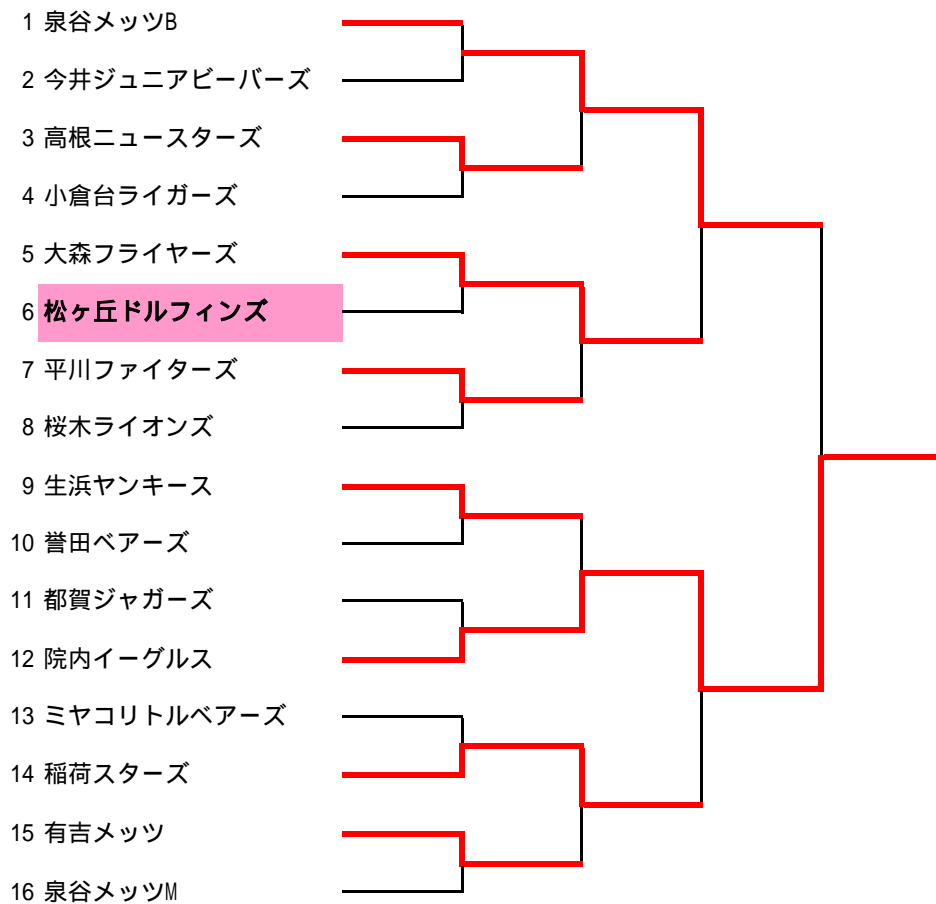 1 泉谷メッツB
2 今井ジュニアビーバーズ
3 高根ニュースターズ
4 小倉台ライガーズ
5 大森フライヤーズ
6 松ヶ丘ドルフィンズ
7 平川ファイターズ
8 桜木ライオンズ
9 生浜ヤンキース
10 誉田ベアーズ
11 都賀ジャガーズ
12 院内イーグルス
13 ミヤコリトルベアーズ
14 稲荷スターズ
15 有吉メッツ
16 泉谷メッツM